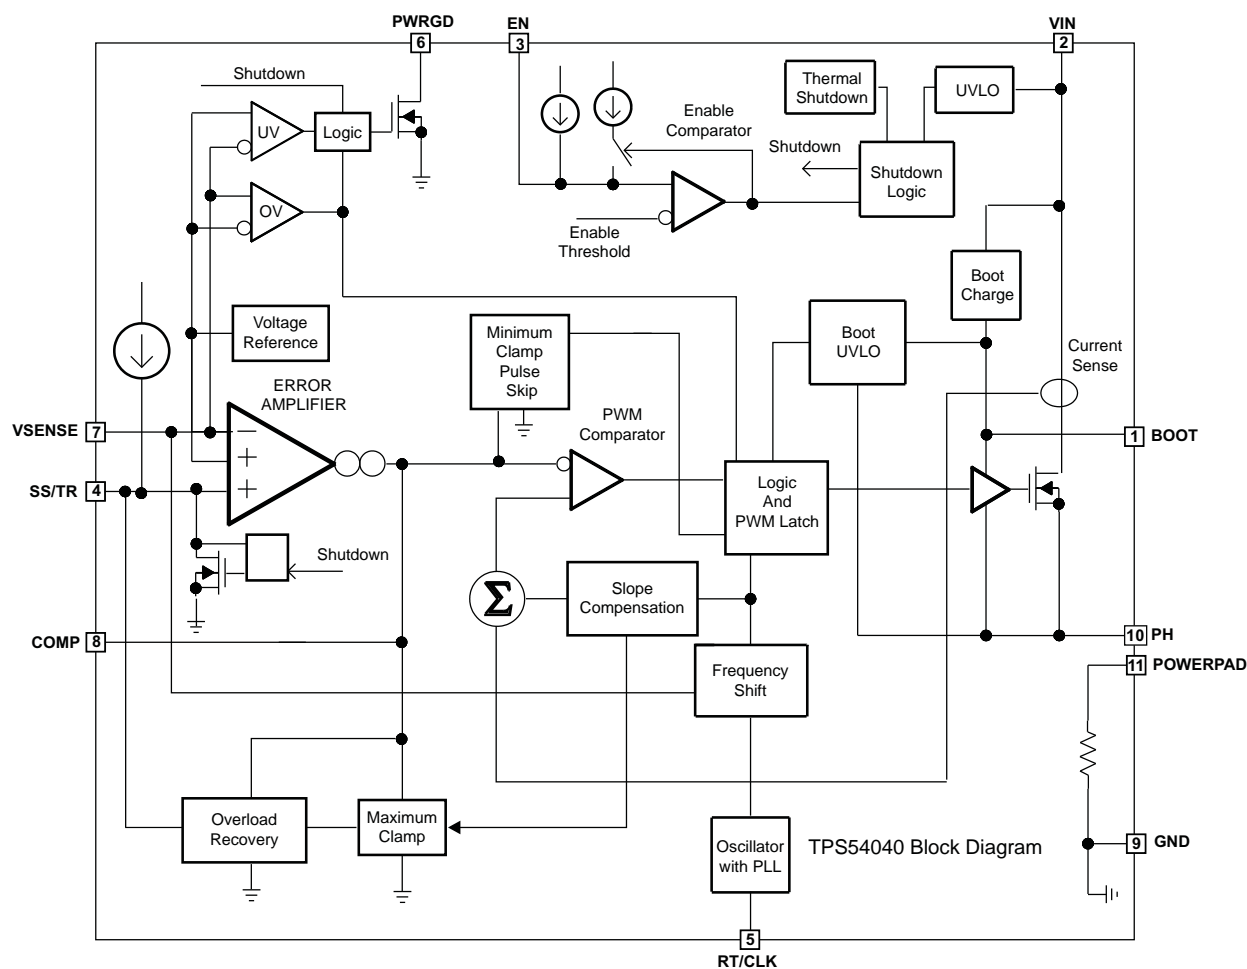 PWRGD
EN
VIN
6
3
2
Shutdown
UV
Logic
OV
Thermal
Shutdown
UVLO
Enable
Comparator
Shutdown
Shutdown
Logic
Enable
Threshold
Boot
Charge
Voltage
Reference
Minimum
Clamp
Pulse
Skip
Boot
UVLO
Current
Sense
ERROR
AMPLIFIER
PWM
Comparator
VSENSE
7
−
+
+
1
BOOT
SS/TR
4
Logic
And
PWM Latch
Shutdown
Σ
Slope
Compensation
COMP
8
10
PH
11
POWERPAD
Frequency
Shift
Overload
Recovery
Maximum
Clamp
Oscillator
with PLL
TPS54040 Block Diagram
9
GND
5
RT/CLK